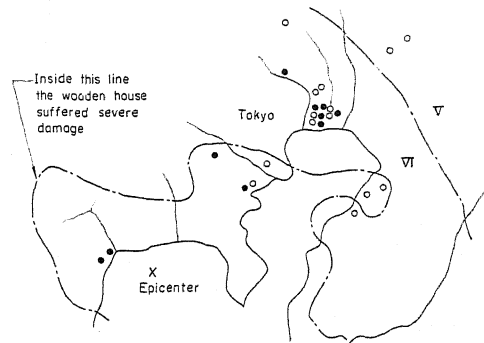 Inside this line
the wooden house
suffered severe
damage
Tokyo
V
VI
X
Epicenter